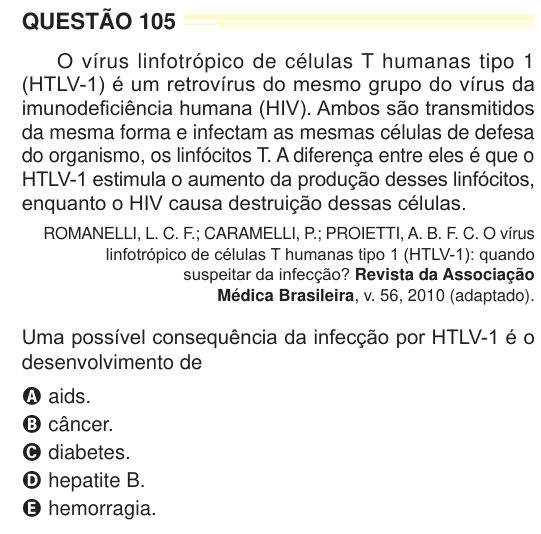 QUESTÃO 105
O vírus linfotrópico de células T humanas tipo 1
(HTLV-1) é um retrovírus do mesmo grupo do vírus da
imunodeficiência humana (HIV). Ambos são transmitidos
da mesma forma e infectam as mesmas células de defesa
do organismo, os linfócitos T. A diferença entre eles é que o
HTLV-1 estimula o aumento da produção desses linfócitos,
enquanto o HIV causa destruição dessas células.
ROMANELLI, L. C. F.; CARAMELLI, P.; PROIETTI, A. B. F. C. O vírus
linfotrópico de células T humanas tipo 1 (HTLV-1): quando
suspeitar da infecção? Revista da Associação
Médica Brasileira, v. 56, 2010 (adaptado).
Uma possível consequência da infecção por HTLV-1 é o
desenvolvimento de
A aids.
B câncer.
C diabetes.
D hepatite B.
E hemorragia.